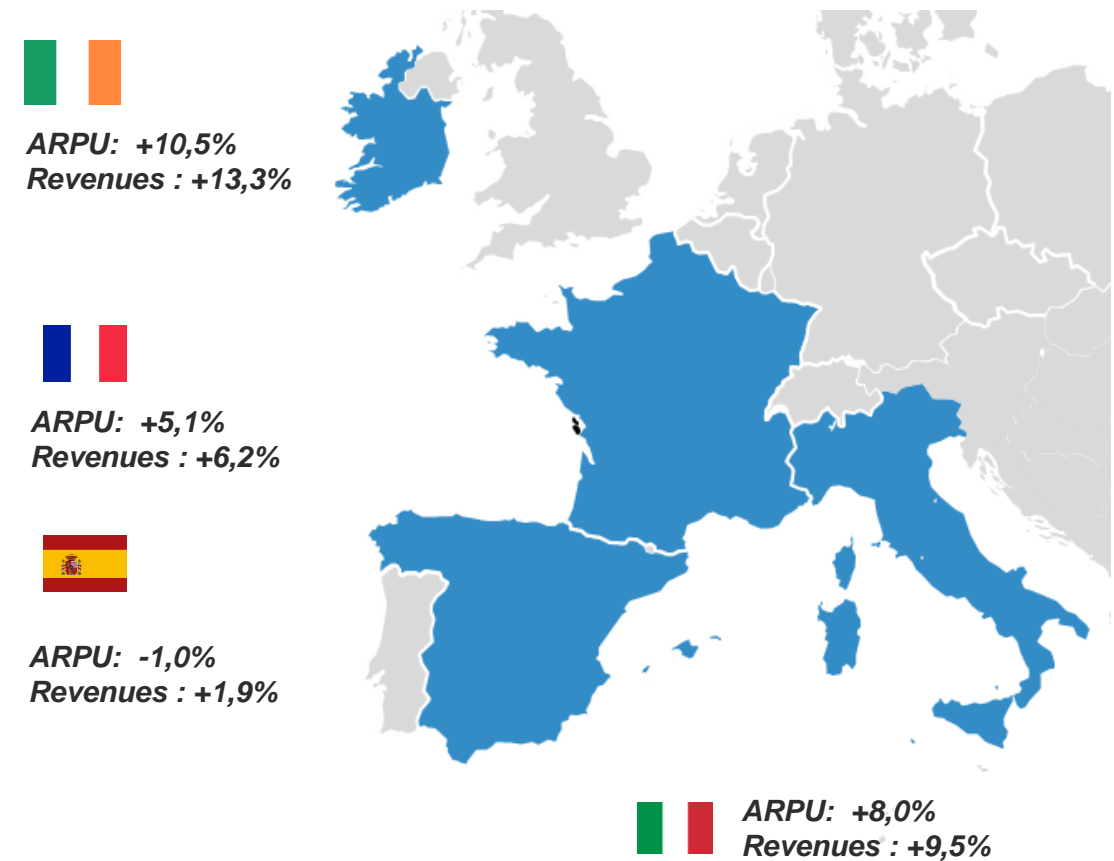 ARPU: +10,5%
Revenues : +13,3%
ARPU: +5,1%
Revenues : +6,2%
ARPU: -1,0%
Revenues : +1,9%
ARPU: +8,0%
Revenues : +9,5%